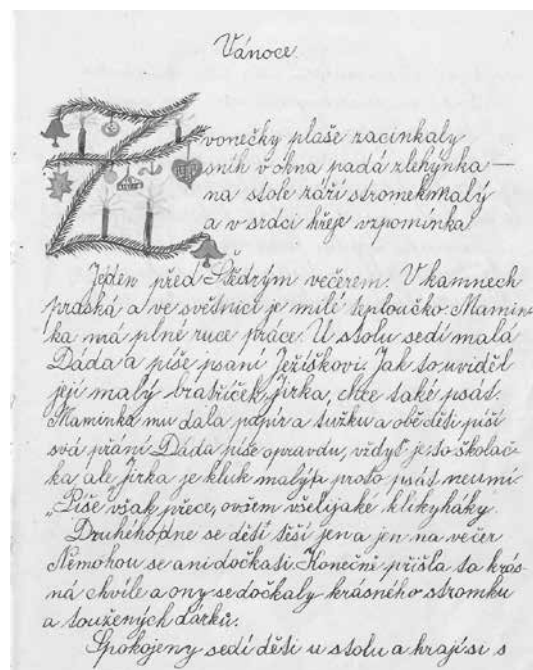 Vánoce.
Zvonečky plaše zacinkaly
sníh v okna padá zlehýnka —
na stole září stromek malý
a v srdci hřeje vzpomínka
Jeden před Štědrým večerem. V kamnech
praská a ve světnici je milé teploučko. Mamin-
ka má plné ruce práce. U stolu sedí malá
Dáda a píše psaní Ježíškovi. Jak to uviděl
její malý bratříček, Jirka, chce také psát.
Maminka mu dala papír a tužku a obě děti píší
svá přání. Dáda píše opravdu, vždyť je to školač-
ka ale Jirka je kluk malý a proto psát neumí.
Píše však přece, ovšem všelijaké klikyháky.
Druhého dne se děti těší jen a jen na večer
Nemohou se ani dočkati. Konečně přišla ta krás-
ná chvíle a ony se dočkaly krásného stromku
a toužených dárků.
Spokojeny sedí děti u stolu a hrají si s